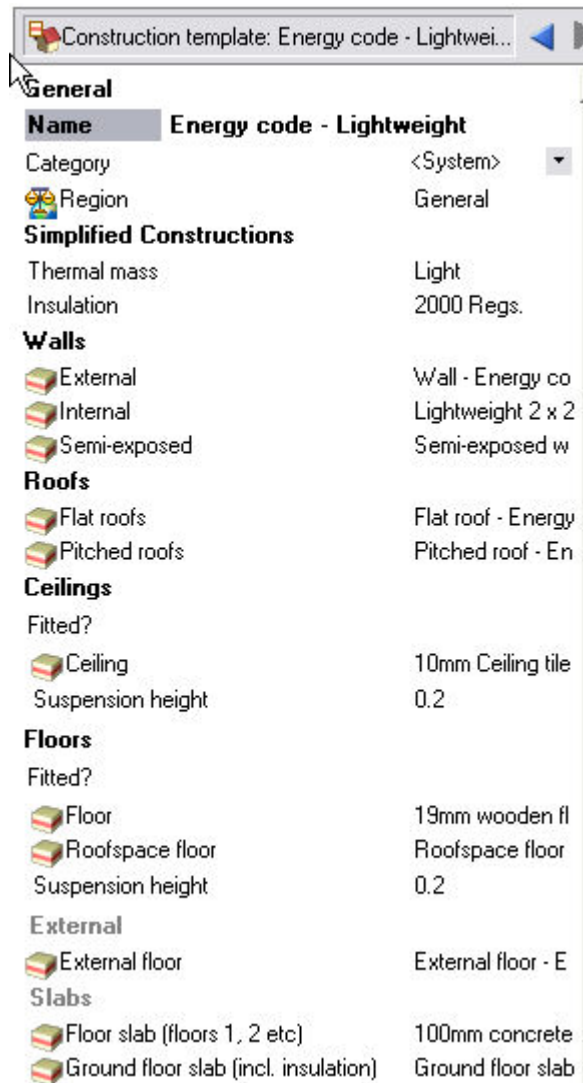 Construction template: Energy code - Lightwei...
General
Name Energy code - Lightweight
Category <System>
Region General
Simplified Constructions
Thermal mass Light
Insulation 2000 Regs.
Walls
External Wall - Energy co
Internal Lightweight 2 x 2
Semi-exposed Semi-exposed w
Roofs
Flat roofs Flat roof - Energy
Pitched roofs Pitched roof - En
Ceilings
Fitted?
Ceiling 10mm Ceiling tile
Suspension height 0.2
Floors
Fitted?
Floor 19mm wooden fl
Roofspace floor Roofspace floor
Suspension height 0.2
External
External floor External floor - E
Slabs
Floor slab (floors 1, 2 etc) 100mm concrete
Ground floor slab (incl. insulation) Ground floor slab